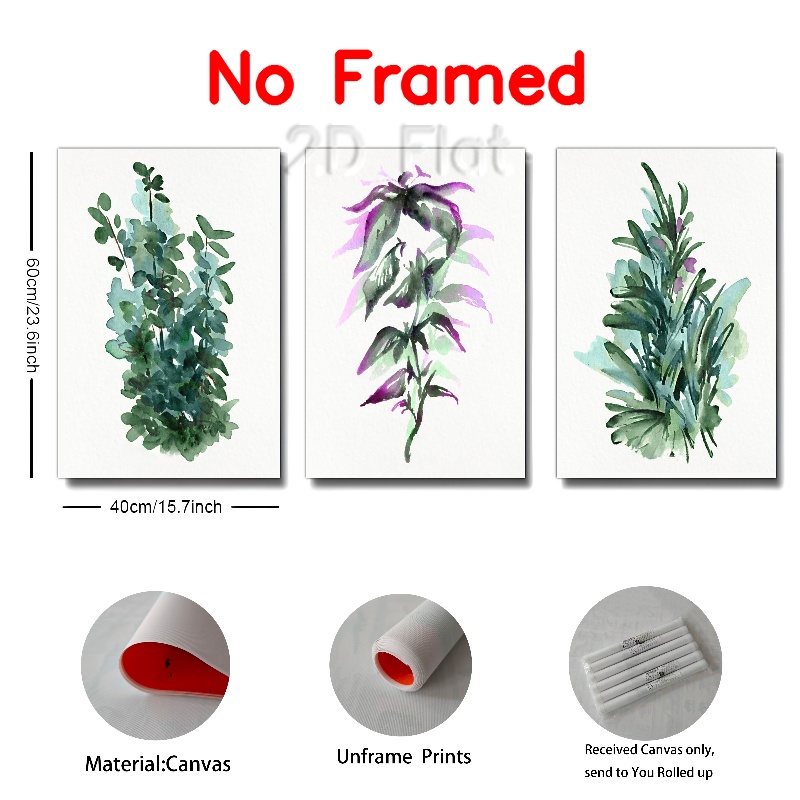 No Framed
2D Flat
60cm/23.6inch
40cm/15.7inch
Material:Canvas
Unframe Prints
Received Canvas only,
send to You Rolled up